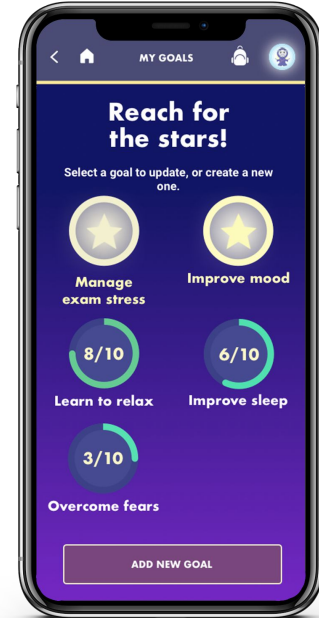 MY GOALS
Reach for
the stars!
Select a goal to update, or create a new
one.
Manage
exam stress
Improve mood
8/10
6/10
Learn to relax
Improve sleep
3/10
Overcome fears
ADD NEW GOAL